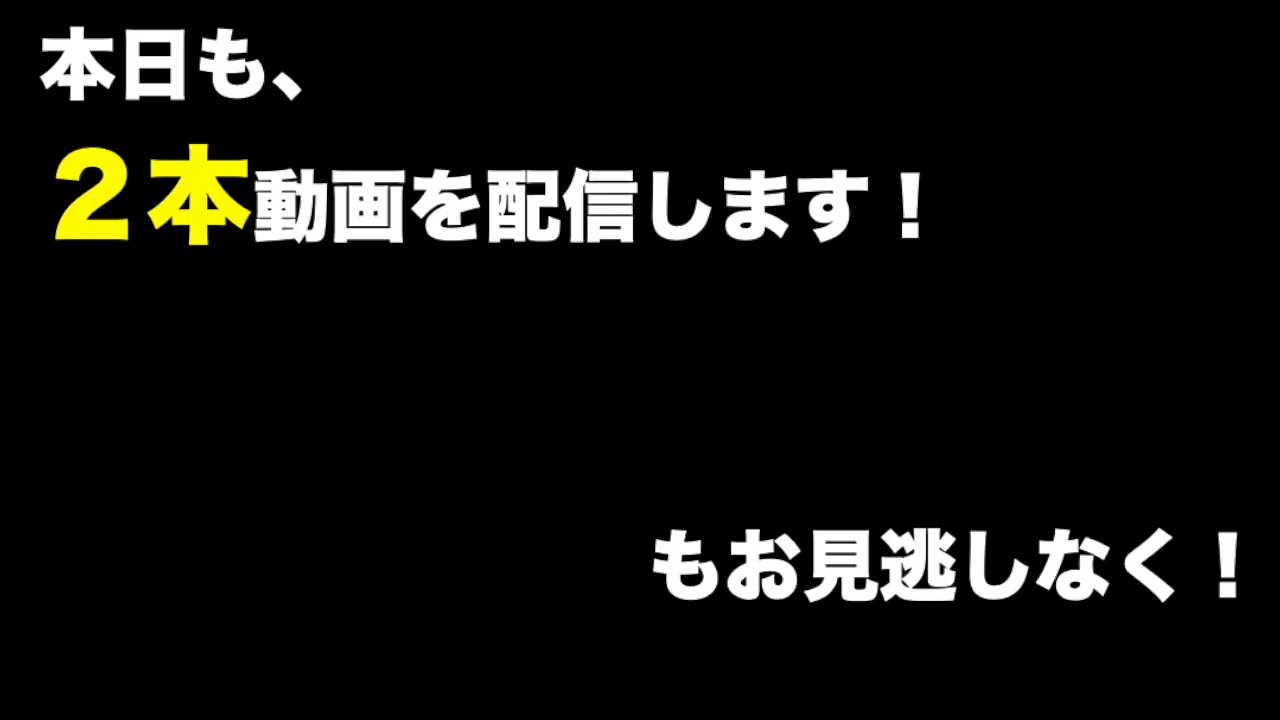 本日も、
２本動画を配信します！
もお見逃しなく！